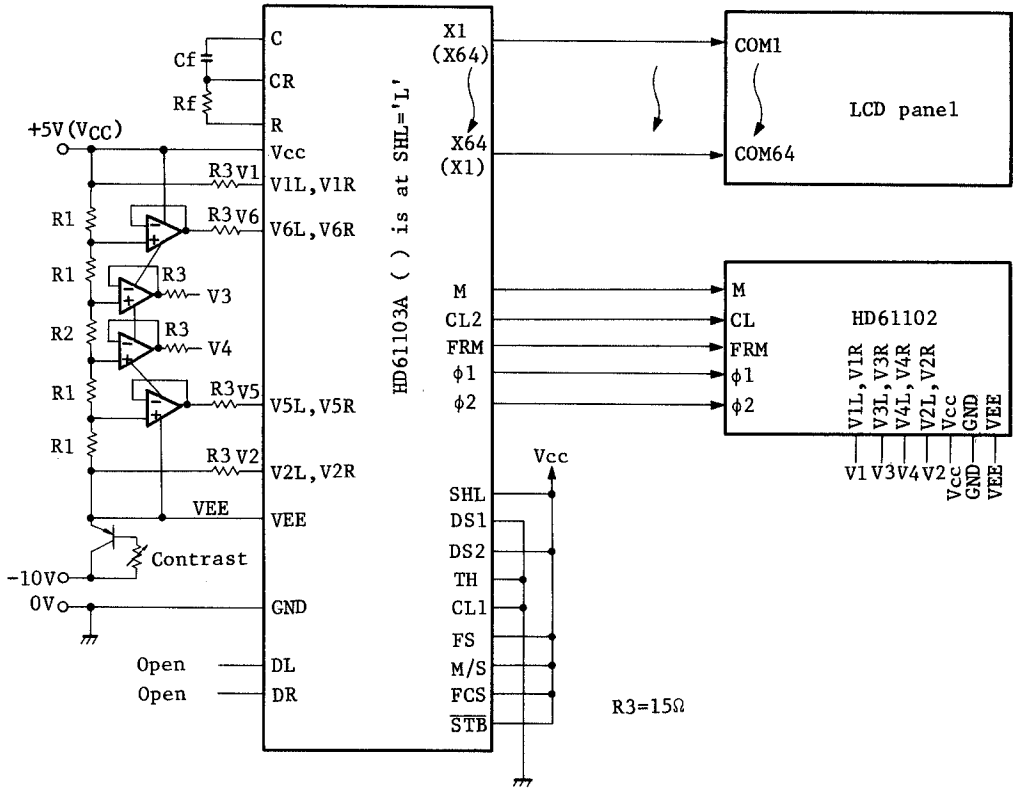 C
Cf
CR
Rf
R
+5V(VCC)
Vcc
R3 V1
V1L,V1R
R1
R3 V6
V6L,V6R
−
+
R1
R3
V3
−
+
R2
R3
V4
−
+
R1
R3 V5
V5L,V5R
−
+
R1
R3 V2
V2L,V2R
VEE
VEE
Contrast
-10V
0V
GND
Open
DL
Open
DR
HD61103A ( ) is at SHL='L'
X1
(X64)
X64
(X1)
M
CL2
FRM
ϕ1
ϕ2
Vcc
SHL
DS1
DS2
TH
CL1
FS
M/S
FCS
S̅T̅B̅
R3=15Ω
COM1
LCD panel
COM64
M
CL
FRM
ϕ1
ϕ2
HD61102
V1L,V1R
V3L,V3R
V4L,V4R
V2L,V2R
Vcc
GND
VEE
V1
V3
V4
V2
Vcc
GND
VEE